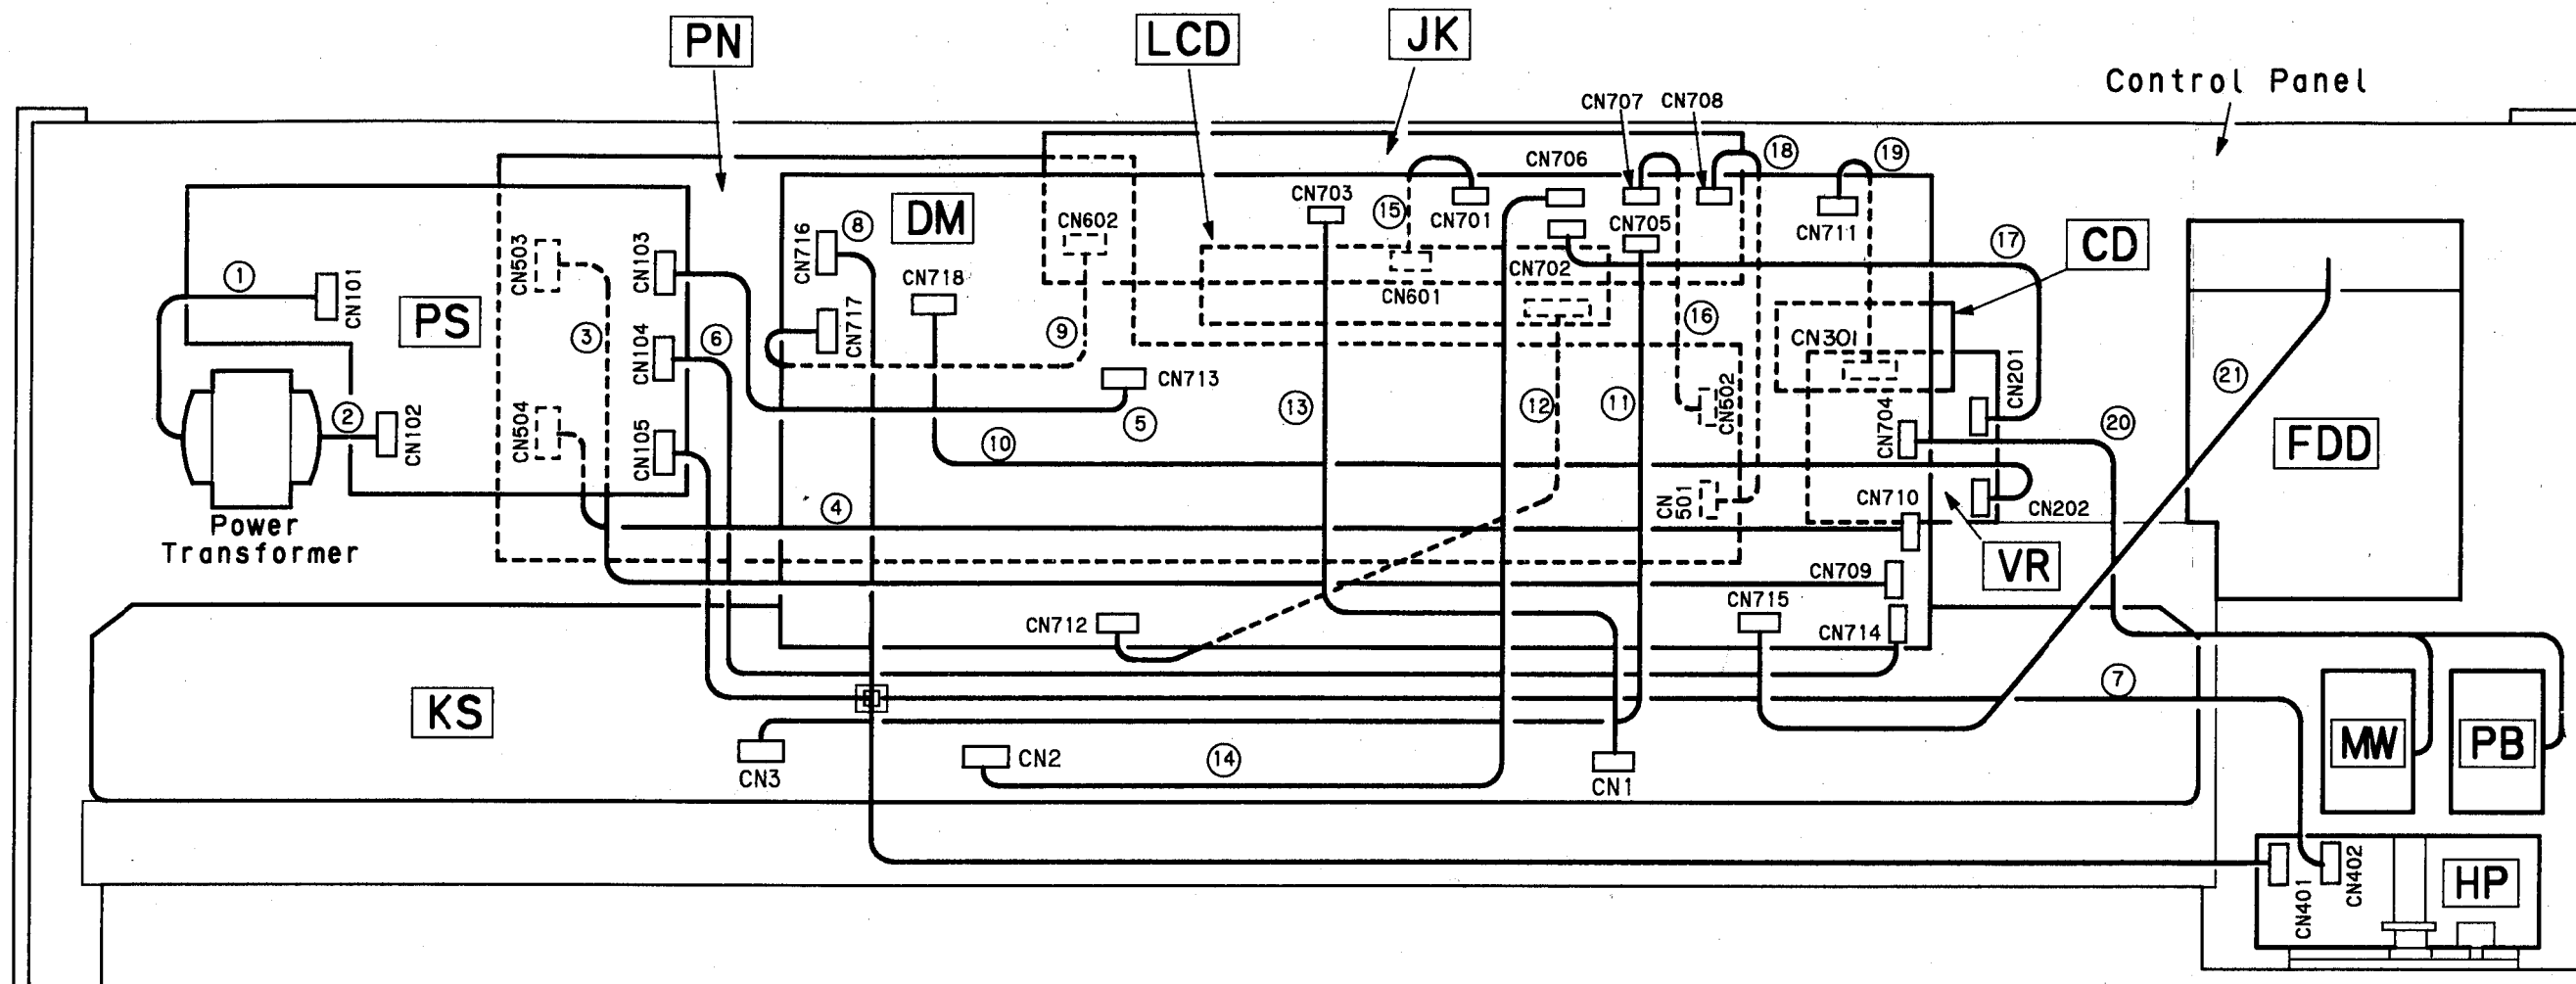 PN
LCD
JK
Control Panel
CN707 CN708
CN706
18
19
CN703
15
CN701
CN705
CN711
17
CD
DM
CN602
CN716
8
CN503
CN103
1
CN101
CN718
CN702
CN601
PS
3
CN104
6
CN717
9
16
CN301
CN201
21
CN713
13
12
11
CN502
CN704
20
FDD
2
CN102
CN504
CN105
5
10
Power
Transformer
4
CN
501
CN710
CN202
VR
CN709
CN712
CN715
CN714
7
KS
MW
PB
CN3
CN2
14
CN1
CN401
CN402
HP